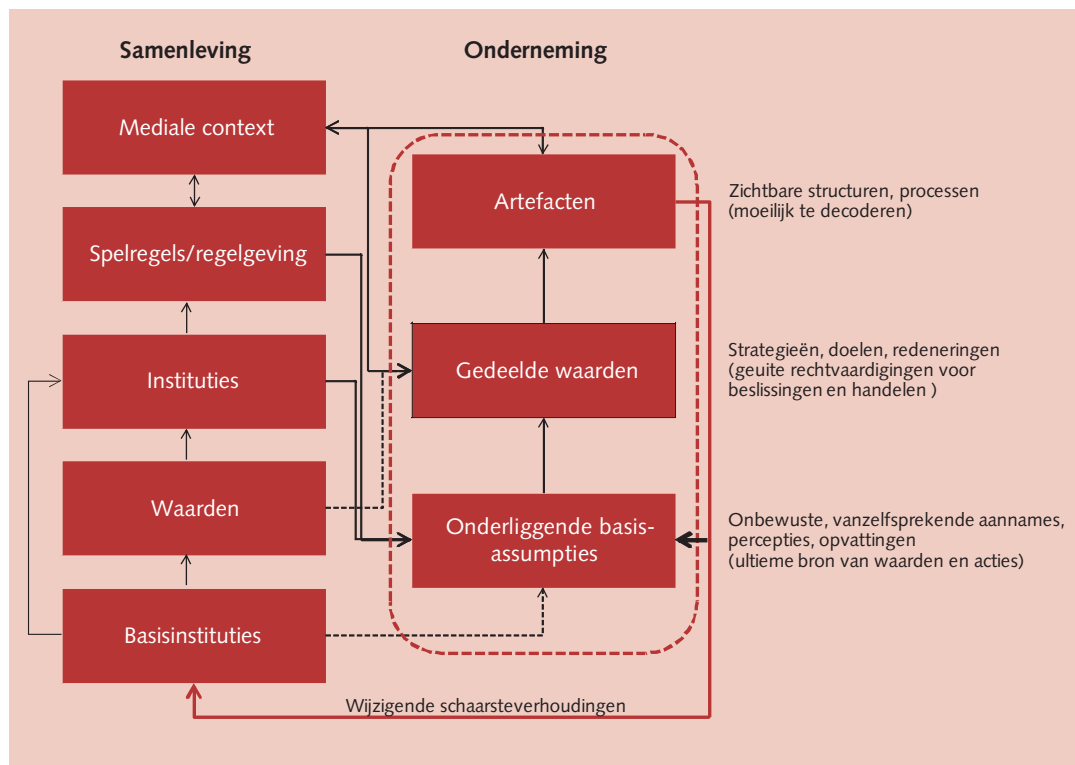 Samenleving
Onderneming
Mediale context
Spelregels/regelgeving
Instituties
Waarden
Basisinstituties
Artefacten
Gedeelde waarden
Onderliggende basis-
assumpties
Zichtbare structuren, processen
(moeilijk te decoderen)
Strategieën, doelen, redeneringen
(geuite rechtvaardigingen voor
beslissingen en handelen )
Onbewuste, vanzelfsprekende aannames,
percepties, opvattingen
(ultieme bron van waarden en acties)
Wijzigende schaarsteverhoudingen